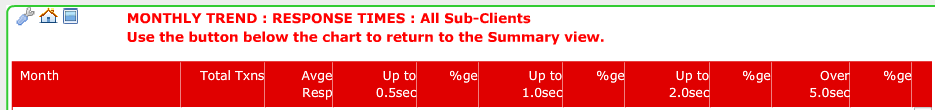 MONTHLY TREND : RESPONSE TIMES : All Sub-Clients
Use the button below the chart to return to the Summary view.
Month Total Txns Avge Up to %ge Up to %ge Up to %ge Over %ge
Resp 0.5sec 1.0sec 2.0sec 5.0sec